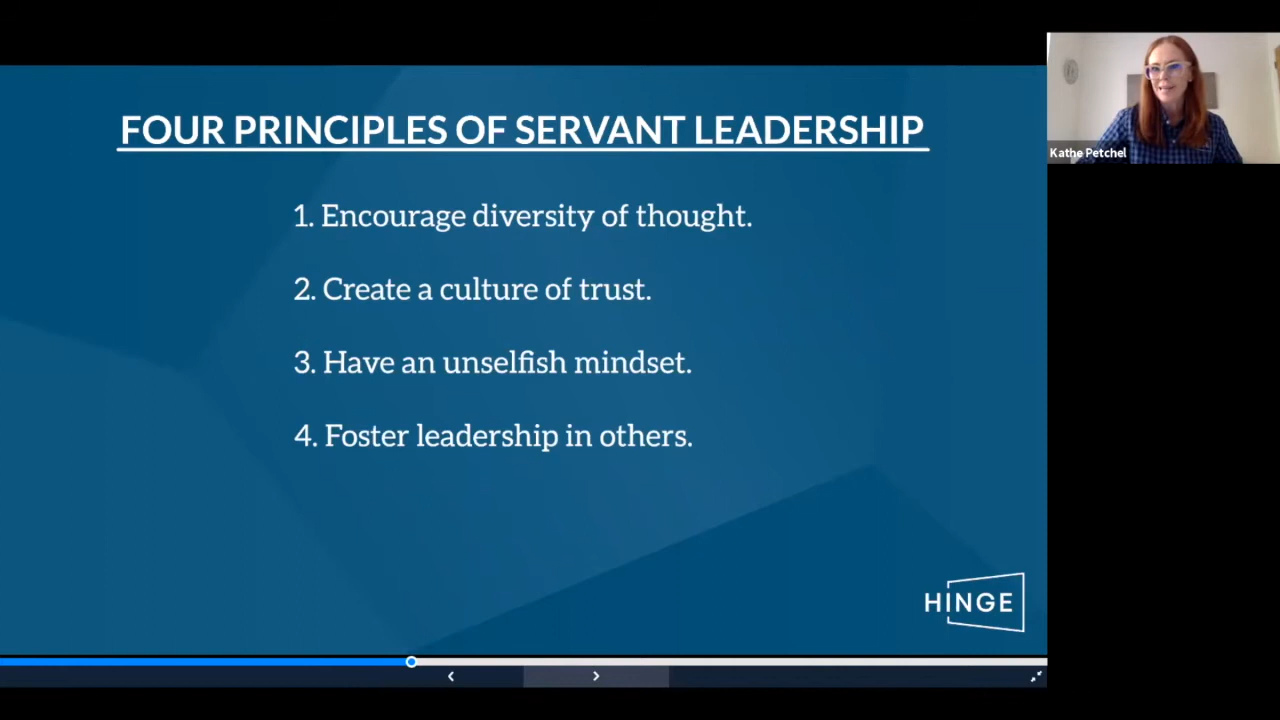 FOUR PRINCIPLES OF SERVANT LEADERSHIP
1. Encourage diversity of thought.
2. Create a culture of trust.
3. Have an unselfish mindset.
4. Foster leadership in others.
HINGE
Kathe Petchel